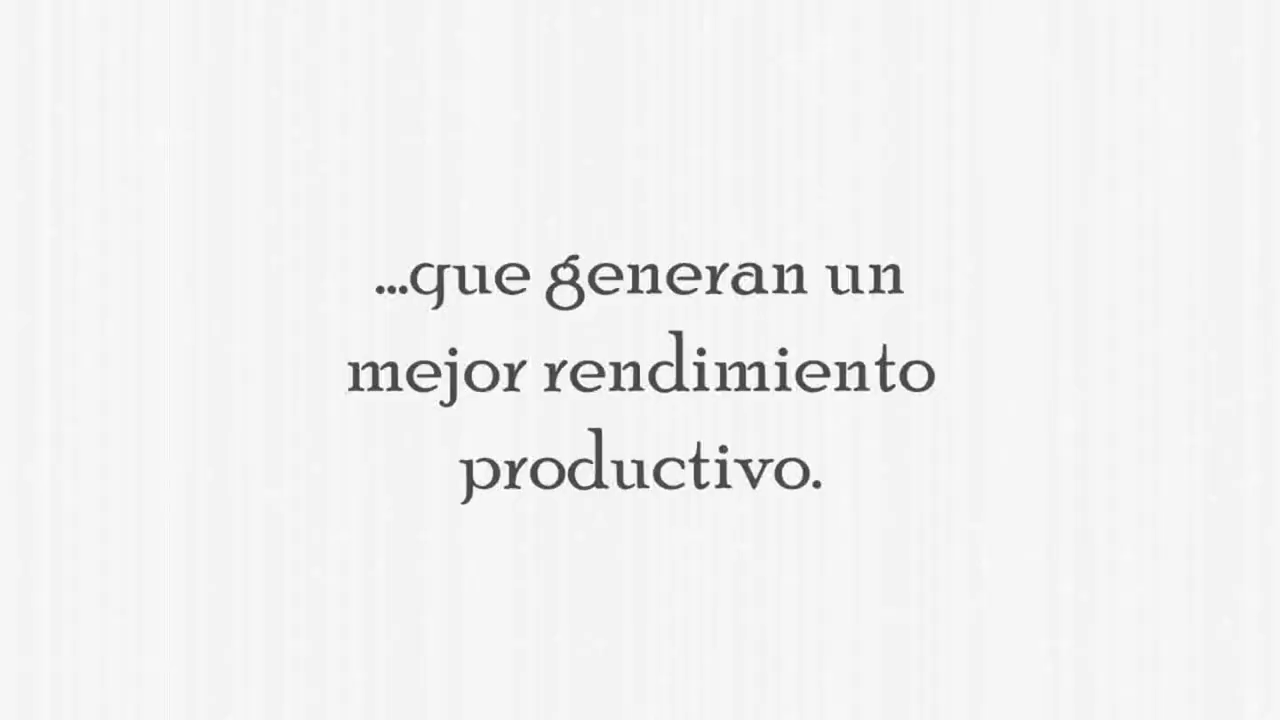 ...que generan un
mejor rendimiento
productivo.